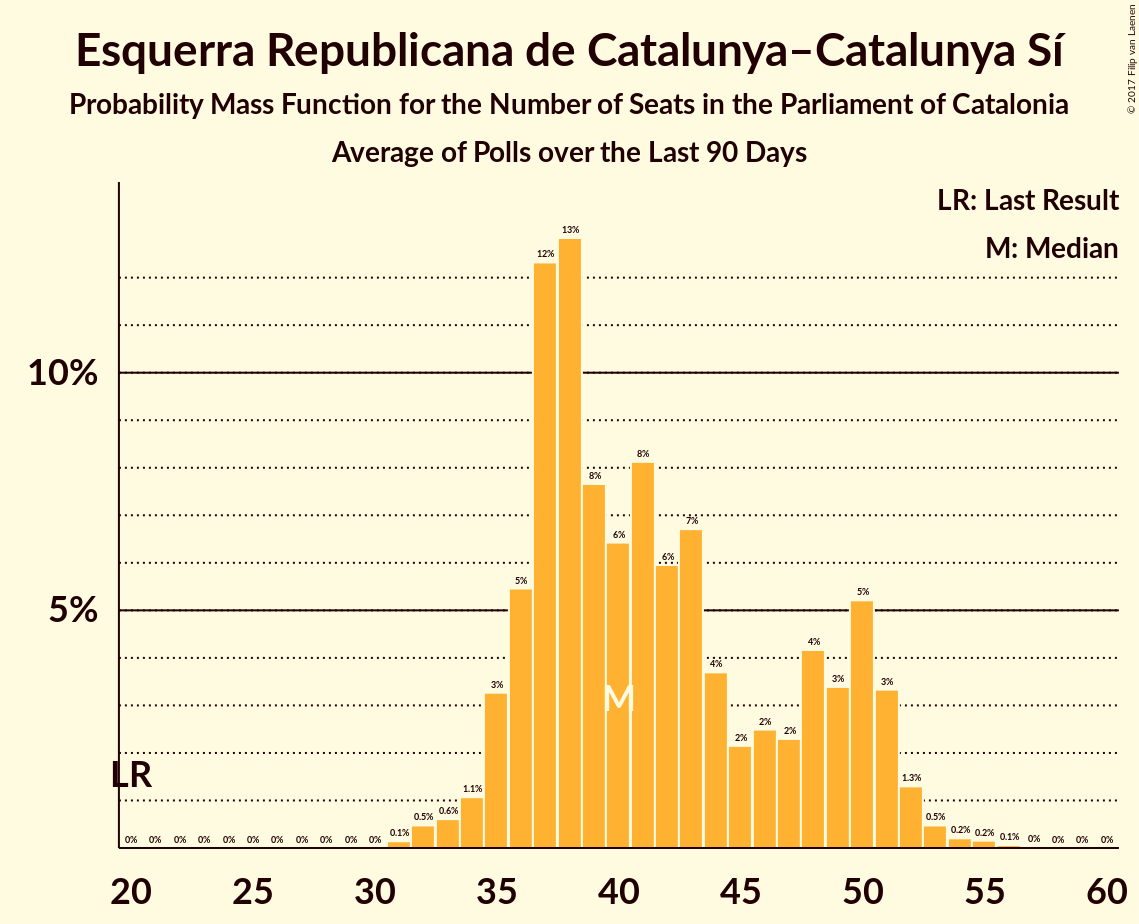 Esquerra Republicana de Catalunya–Catalunya Sí
Probability Mass Function for the Number of Seats in the Parliament of Catalonia
Average of Polls over the Last 90 Days
© 2017 Filip van Laenen
LR: Last Result
M: Median
10%
5%
LR
M
0% 0% 0% 0% 0% 0% 0% 0% 0% 0% 0% 0.1% 0.5% 0.6% 1.1% 3% 5% 12% 13% 8% 6% 8% 6% 7% 4% 2% 2% 2% 4% 3% 5% 3% 1.3% 0.5% 0.2% 0.2% 0.1% 0% 0% 0% 0%
20 25 30 35 40 45 50 55 60